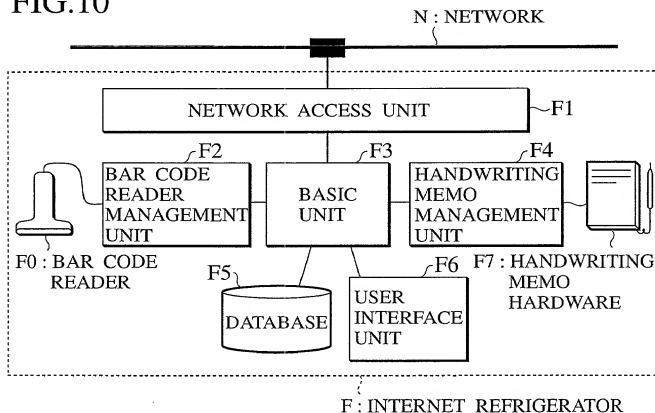 FIG.10
N : NETWORK
NETWORK ACCESS UNIT
F1
F2
F3
F4
BAR CODE
READER
MANAGEMENT
UNIT
BASIC
UNIT
HANDWRITING
MEMO
MANAGEMENT
UNIT
F0 : BAR CODE
READER
F5
F6
F7 : HANDWRITING
MEMO
HARDWARE
DATABASE
USER
INTERFACE
UNIT
F : INTERNET REFRIGERATOR